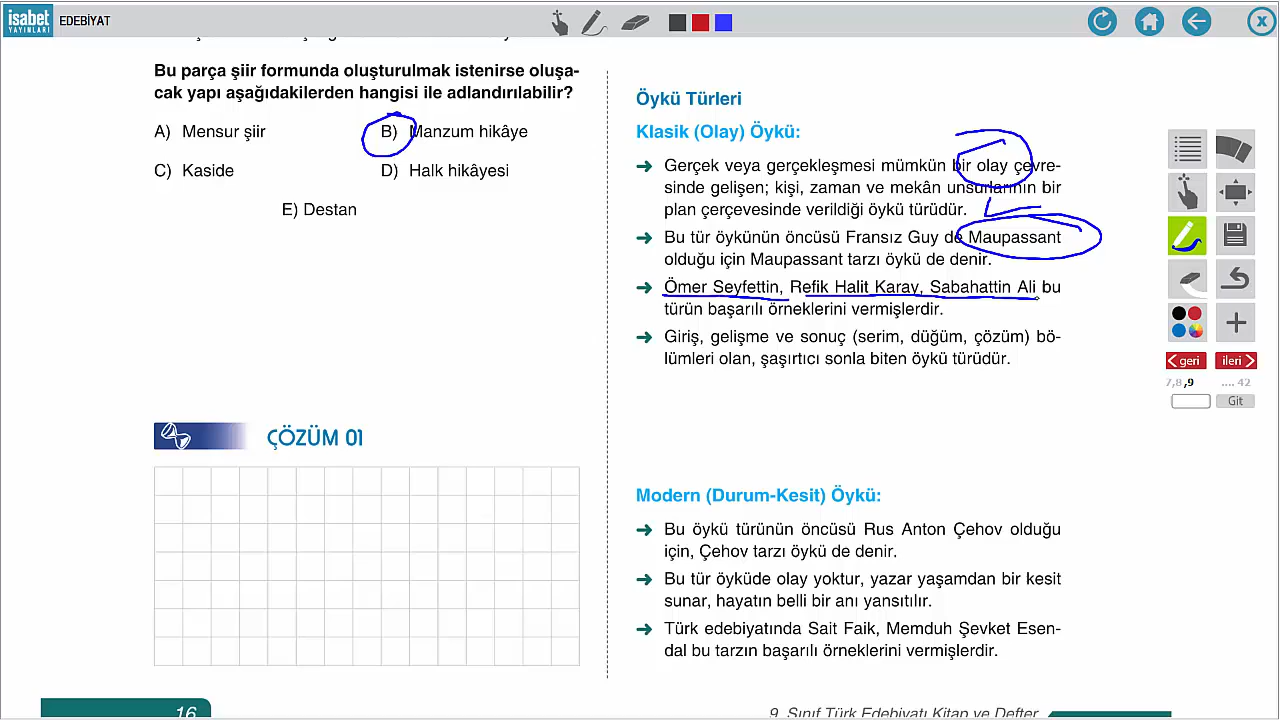 isabet
YAYINLARI
EDEBİYAT
Bu parça şiir formunda oluşturulmak istenirse oluşa-
cak yapı aşağıdakilerden hangisi ile adlandırılabilir?
A) Mensur şiir
B) Manzum hikâye
C) Kaside
D) Halk hikâyesi
E) Destan
ÇÖZÜM 01
16
Öykü Türleri
Klasik (Olay) Öykü:
Gerçek veya gerçekleşmesi mümkün bir olay çevre-
sinde gelişen; kişi, zaman ve mekân unsurlarının bir
plan çerçevesinde verildiği öykü türüdür.
Bu tür öykünün öncüsü Fransız Guy de Maupassant
olduğu için Maupassant tarzı öykü de denir.
Ömer Seyfettin, Refik Halit Karay, Sabahattin Ali bu
türün başarılı örneklerini vermişlerdir.
Giriş, gelişme ve sonuç (serim, düğüm, çözüm) bö-
lümleri olan, şaşırtıcı sonla biten öykü türüdür.
Modern (Durum-Kesit) Öykü:
Bu öykü türünün öncüsü Rus Anton Çehov olduğu
için, Çehov tarzı öykü de denir.
Bu tür öyküde olay yoktur, yazar yaşamdan bir kesit
sunar, hayatın belli bir anı yansıtılır.
Türk edebiyatında Sait Faik, Memduh Şevket Esen-
dal bu tarzın başarılı örneklerini vermişlerdir.
9. Sınıf Türk Edebiyatı Kitap ve Defter
geri
ileri
7,8,9 .... 42
Git